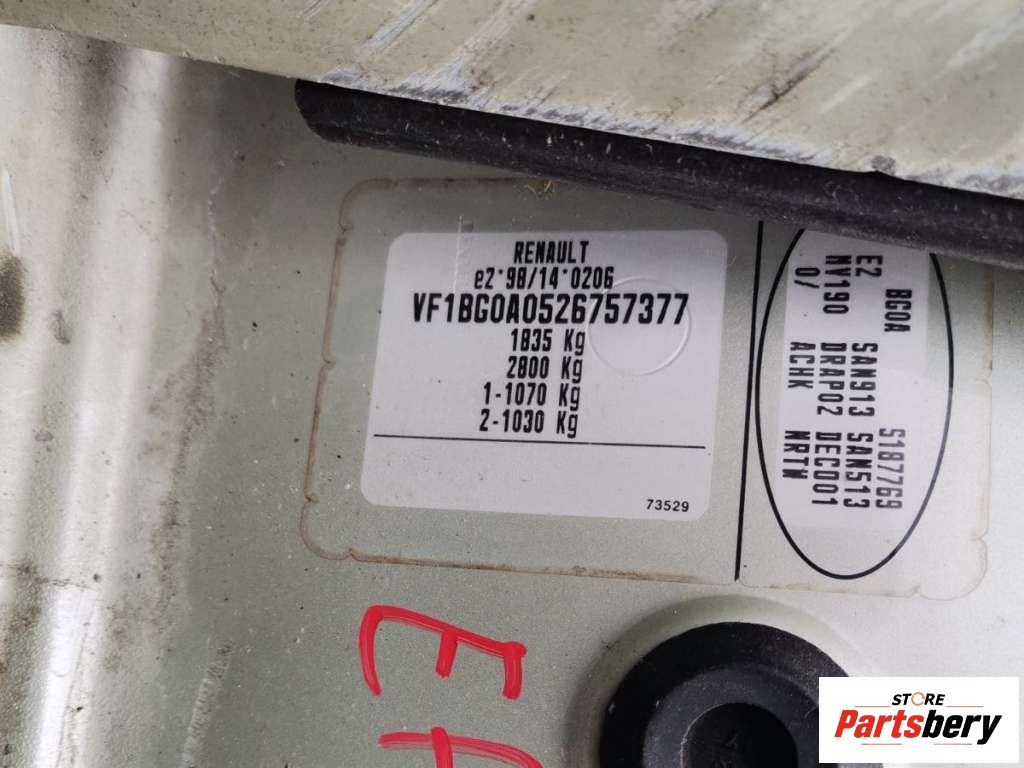 RENAULT
e2*98/14*0206
VF1BG0A0526757377
1835 Kg
2800 Kg
1-1070 Kg
2-1030 Kg
73529
BG0A S187769
E2 SAN913 SAN513
NV190 DRAP02 DEC001
0/ ACHK NRTW
STORE
Partsbery